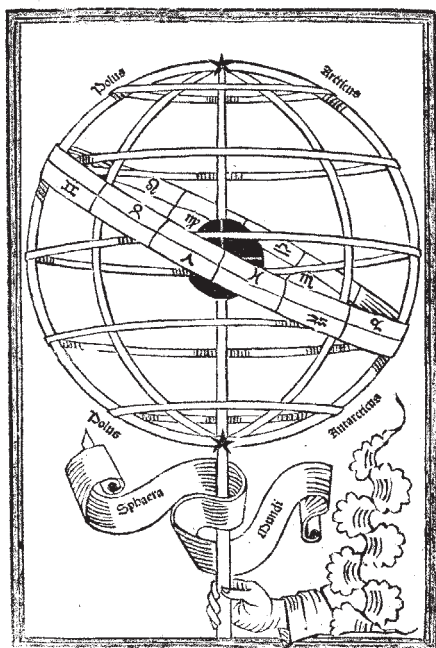 Polus Arcticus
♊ ♉ ♈ ♓ ♒
♌ ♍ ♎ ♏
Polus Antarcticus
Sphaera Mundi